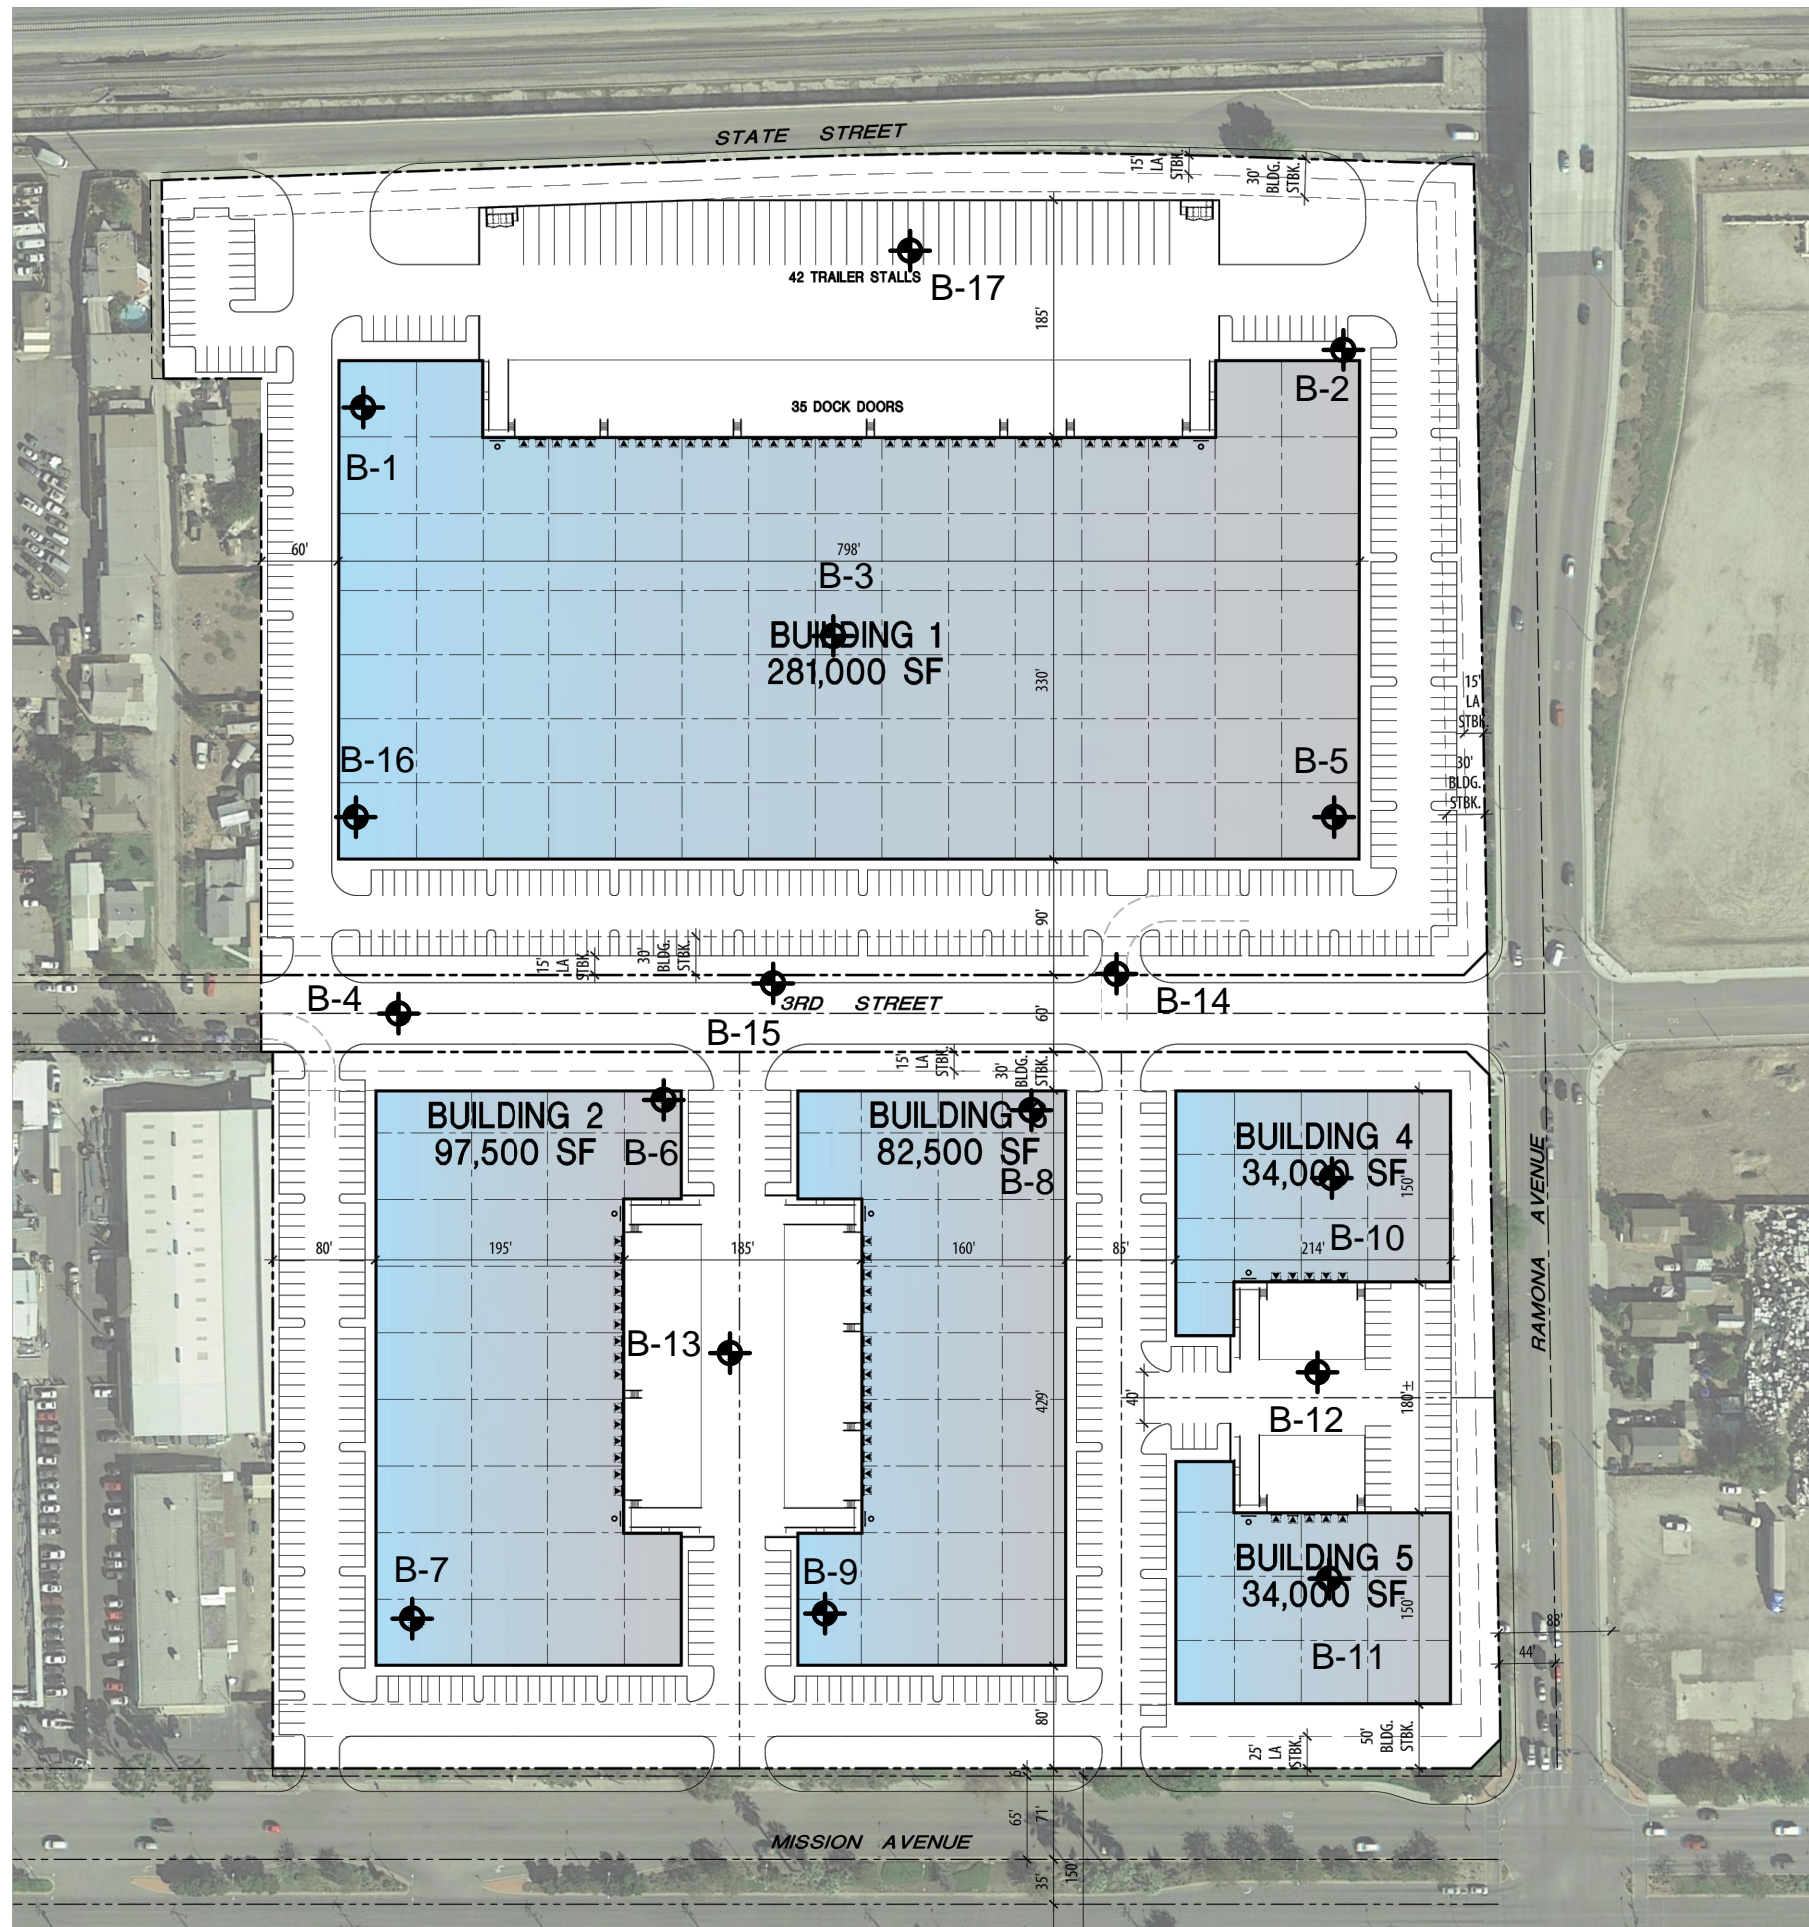 STATE STREET
15'
LA
STBK.
30'
BLDG.
STBK.
42 TRAILER STALLS
B-17
185'
B-2
35 DOCK DOORS
B-1
60'
798'
B-3
BUILDING 1
281,000 SF
330'
15'
LA
STBK.
B-16
B-5
30'
BLDG.
STBK.
90'
15'
LA
STBK.
30'
BLDG.
STBK.
B-4
3RD STREET
B-14
60'
B-15
15'
LA
STBK.
30'
BLDG.
STBK.
BUILDING 2
97,500 SF
B-6
BUILDING 3
82,500 SF
B-8
BUILDING 4
34,000 SF
150'
B-10
RAMONA AVENUE
80'
195'
185'
160'
85'
214'
B-13
429'
40'
180'±
B-12
B-7
B-9
BUILDING 5
34,000 SF
150'
B-11
88'
44'
80'
25'
LA
STBK.
50'
BLDG.
STBK.
6'
65'
71'
MISSION AVENUE
35'
150'